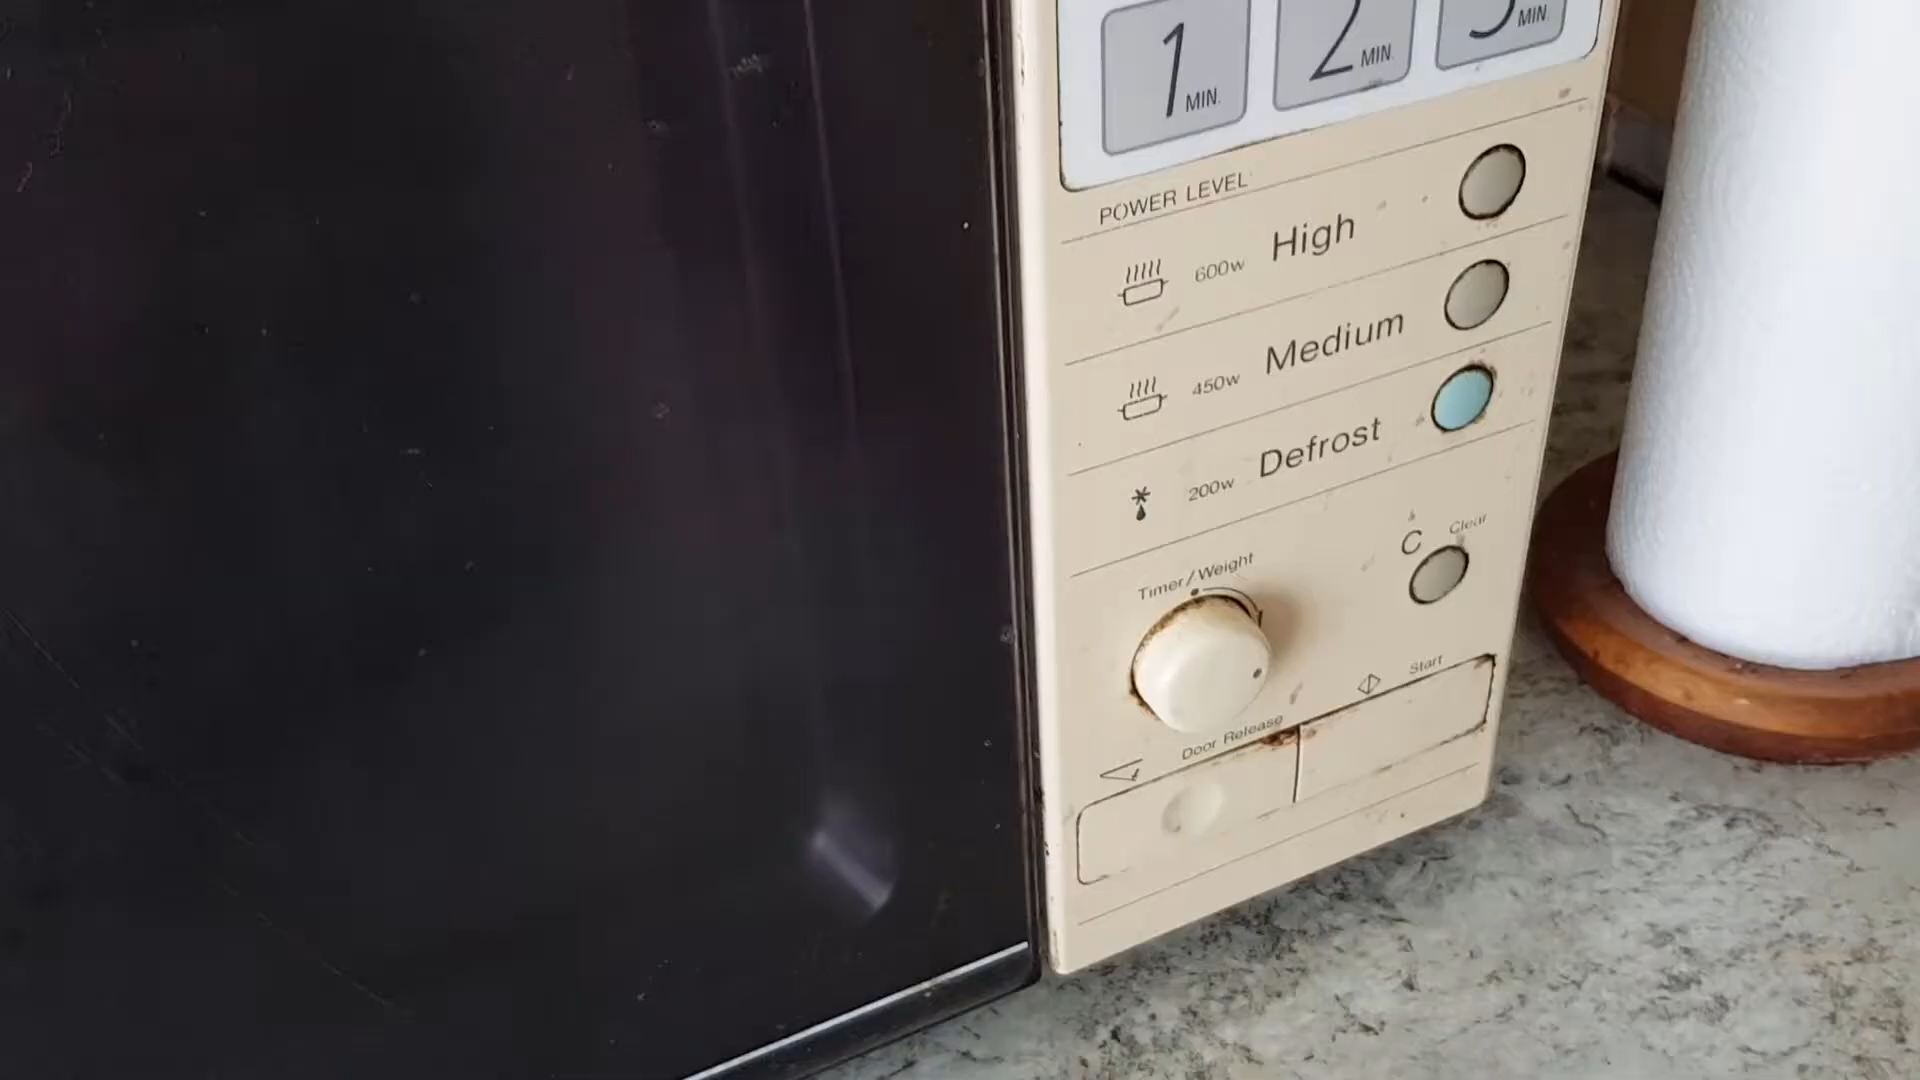 1 MIN.
2 MIN.
MIN.
POWER LEVEL
600w High
450w Medium
200w Defrost
C Clear
Timer/Weight
Start
Door Release